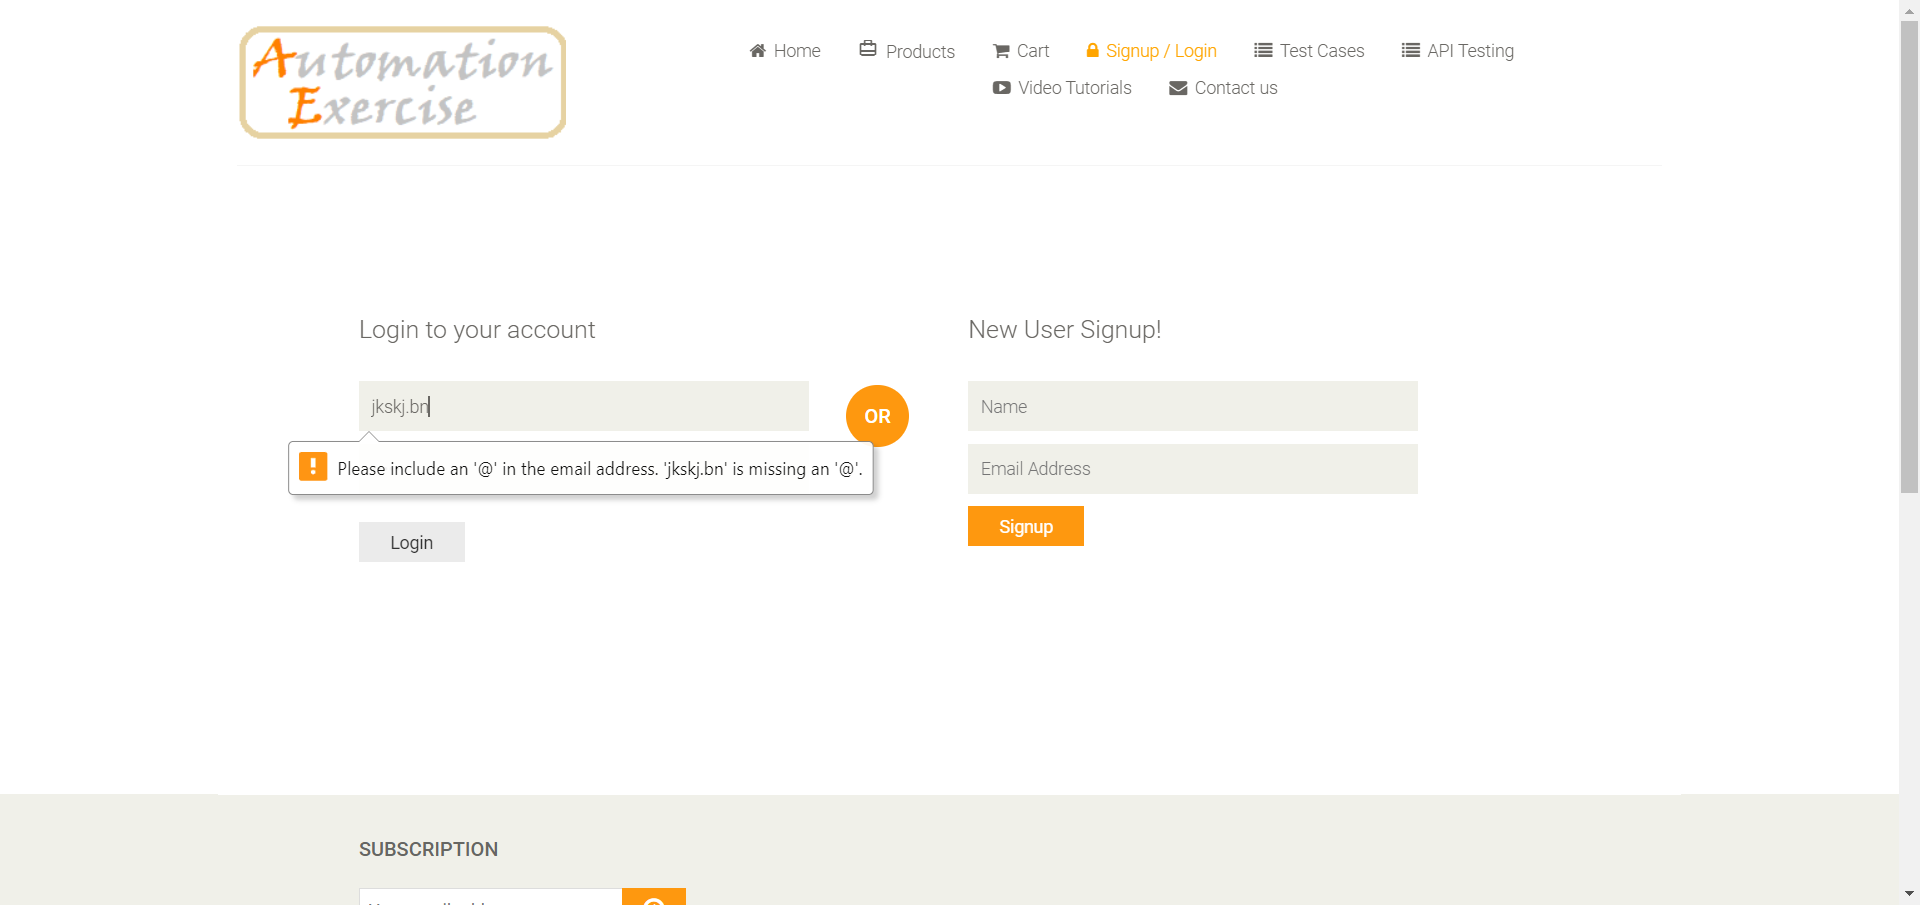 Automation
Exercise
Home
Products
Cart
Signup / Login
Test Cases
API Testing
Video Tutorials
Contact us
Login to your account
jkskj.bn
Please include an '@' in the email address. 'jkskj.bn' is missing an '@'.
Login
OR
New User Signup!
Name
Email Address
Signup
SUBSCRIPTION